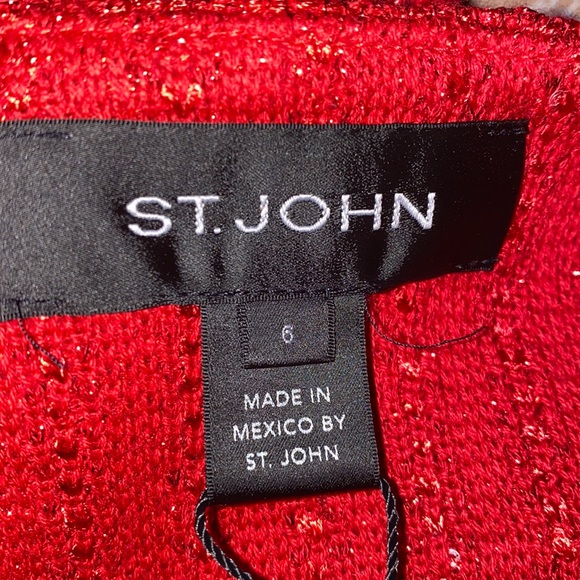 ST. JOHN
6
MADE IN
MEXICO BY
ST. JOHN